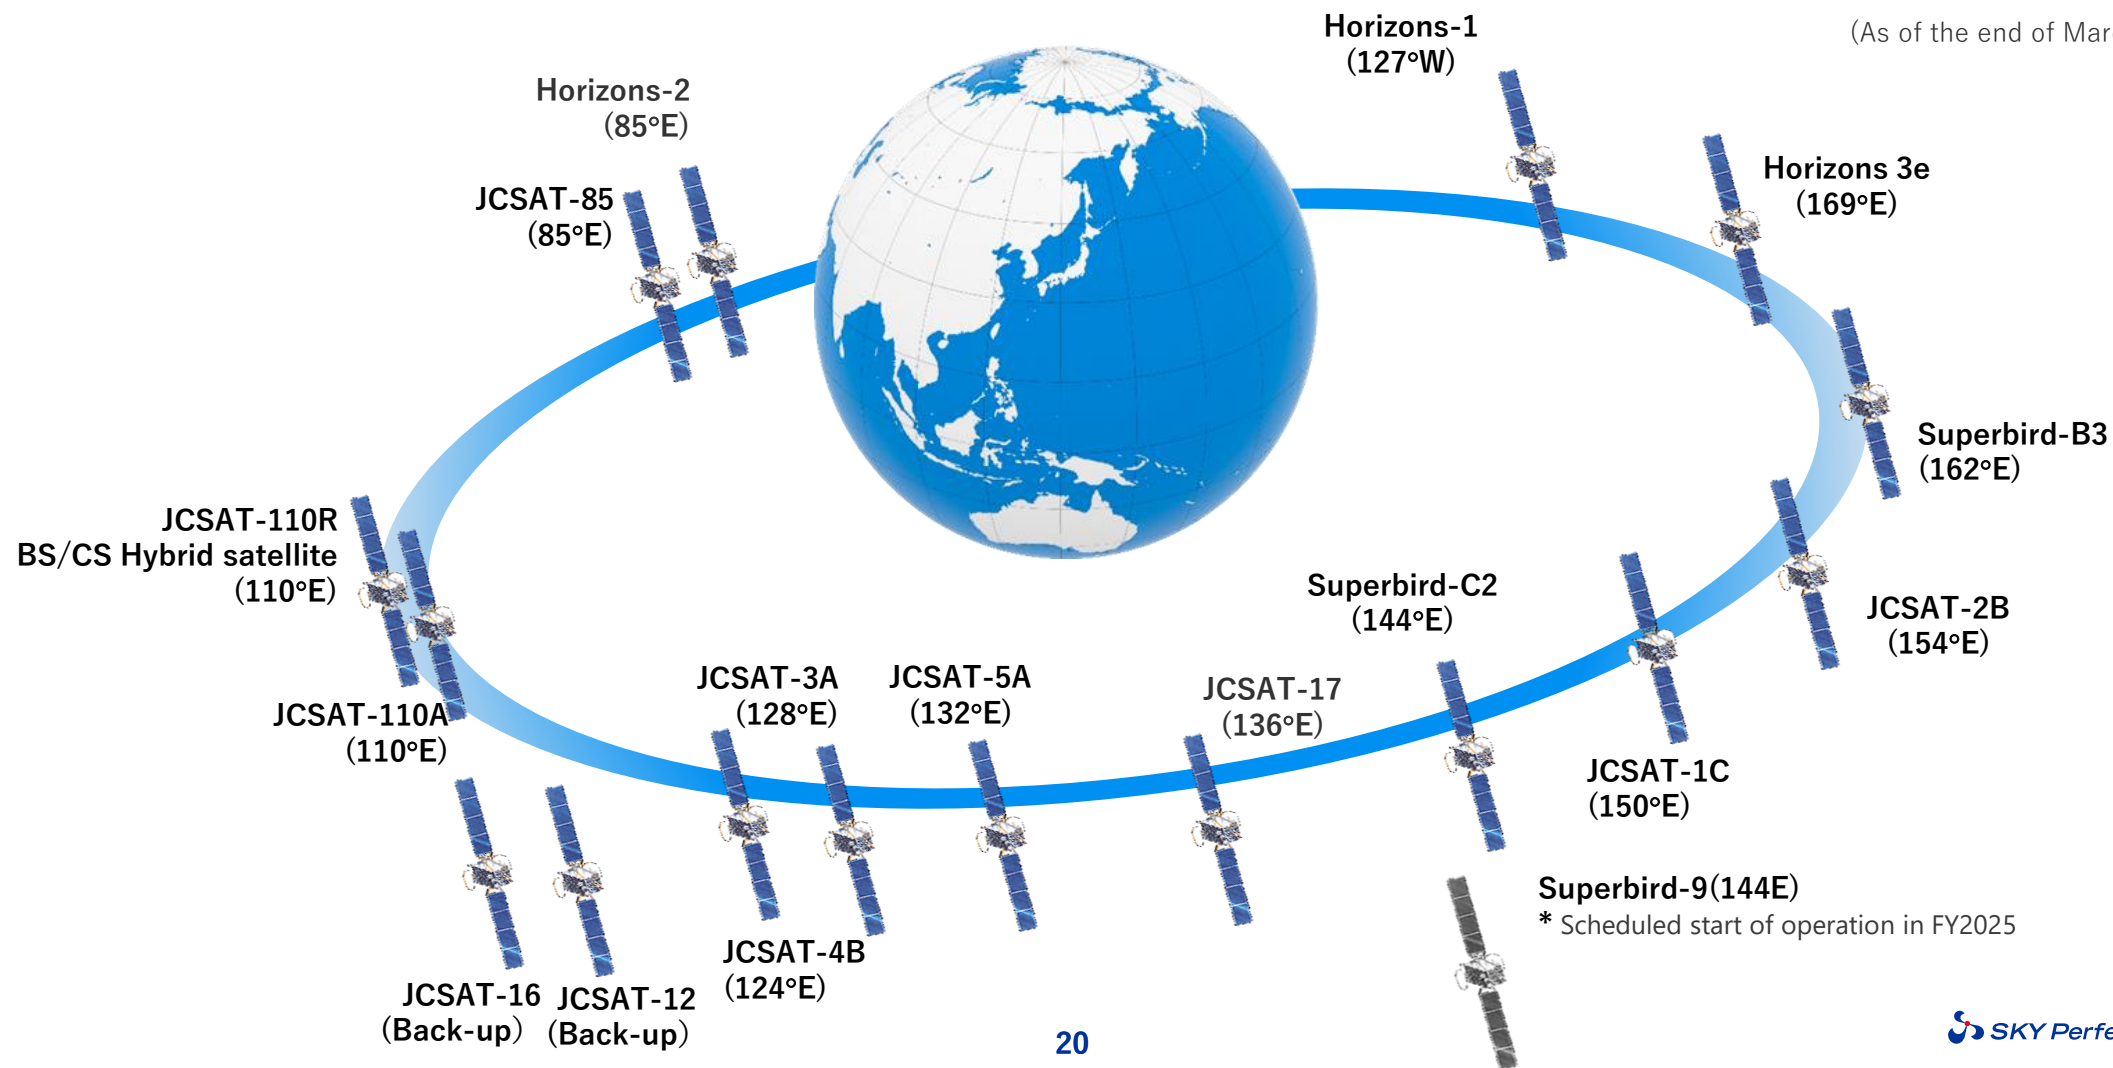 Horizons-1
(127°W)
(As of the end of
Horizons-2
(85°E)
Horizons 3e
(169°E)
JCSAT-85
(85°E)
Superbird-B3
(162°E)
JCSAT-110R
BS/CS Hybrid satellite
(110°E)
Superbird-C2
(144°E)
JCSAT-2B
(154°E)
JCSAT-3A
(128°E)
JCSAT-5A
(132°E)
JCSAT-17
(136°E)
JCSAT-110A
(110°E)
JCSAT-1C
(150°E)
Superbird-9(144E)
* Scheduled start of operation in FY2025
JCSAT-4B
(124°E)
JCSAT-16
(Back-up)
JCSAT-12
(Back-up)
20
SKY